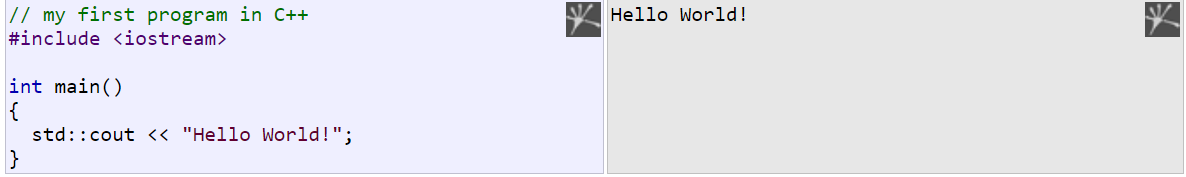 // my first program in C++
#include <iostream>
int main()
{
  std::cout << "Hello World!";
}
Hello World!